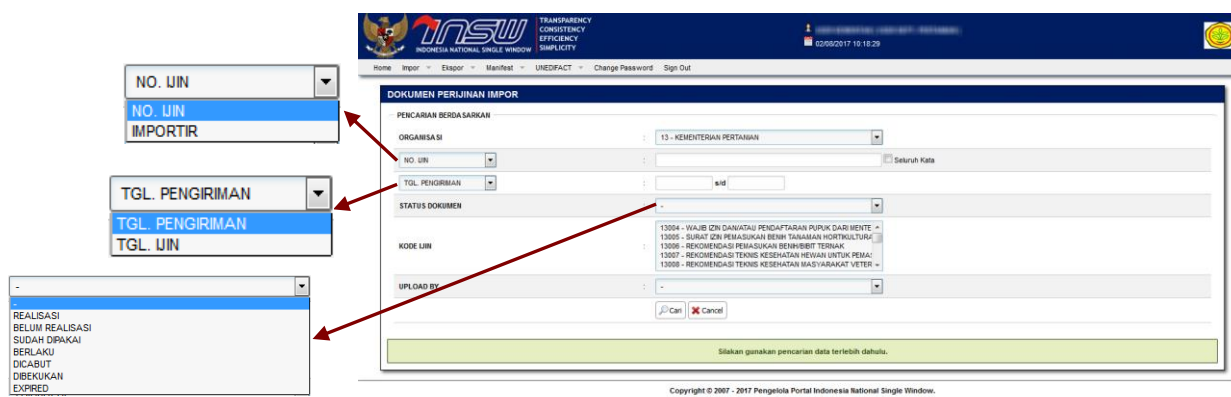 TRANSPARENCY
CONSISTENCY
EFFICIENCY
SIMPLICITY
INSW
INDONESIA NATIONAL SINGLE WINDOW
02/08/2017 10:18:29
Home Impor Ekspor Manifest UNEDIFACT Change Password Sign Out
DOKUMEN PERIJINAN IMPOR
PENCARIAN BERDASARKAN
ORGANISASI : 13 - KEMENTERIAN PERTANIAN
NO. IJIN : Seluruh Kata
TGL. PENGIRIMAN : s/d
STATUS DOKUMEN : -
KODE IJIN :
13004 - WAJIB IZIN DAN/ATAU PENDAFTARAN PUPUK DARI MENTE
13005 - SURAT IZIN PEMASUKAN BENIH TANAMAN HORTIKULTURA
13006 - REKOMENDASI PEMASUKAN BENIH/BIBIT TERNAK
13007 - REKOMENDASI TEKNIS KESEHATAN HEWAN UNTUK PEMA
13008 - REKOMENDASI TEKNIS KESEHATAN MASYARAKAT VETER
UPLOAD BY : -
Cari Cancel
Silakan gunakan pencarian data terlebih dahulu.
Copyright © 2007 - 2017 Pengelola Portal Indonesia National Single Window.
NO. IJIN
NO. IJIN
IMPORTIR
TGL. PENGIRIMAN
TGL. PENGIRIMAN
TGL. IJIN
-
-
REALISASI
BELUM REALISASI
SUDAH DIPAKAI
BERLAKU
DICABUT
DIBEKUKAN
EXPIRED